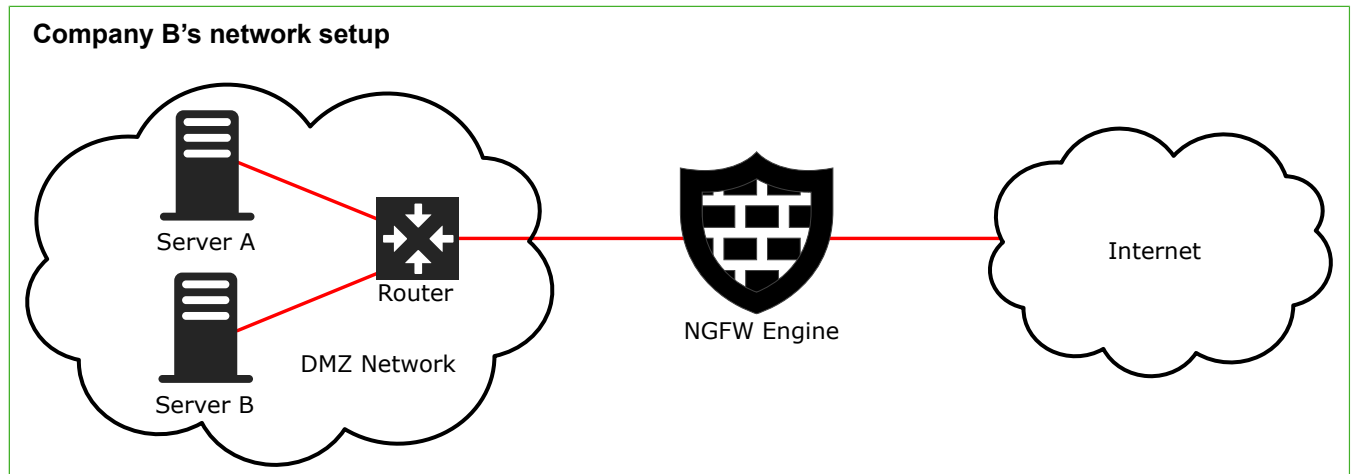 Company B’s network setup
Server A
Router
Server B
DMZ Network
NGFW Engine
Internet